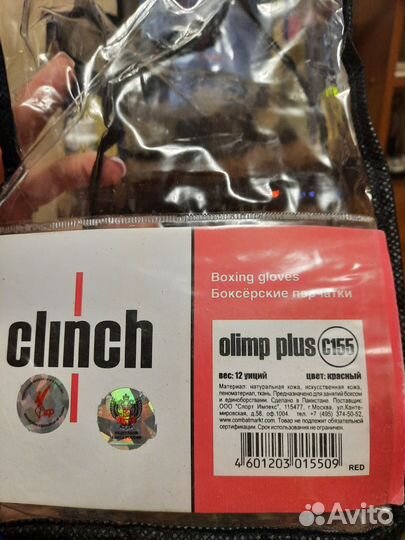 clinch
Boxing gloves
Боксёрские перчатки
olimp plus C155
вес: 12 унций цвет: красный
Материал: натуральная кожа, искусственная кожа,
пеноматериал, ткань. Предназначено для занятий боксом
и единоборствами. Сделано в Пакистане. Поставщик:
ООО "Спорт Импекс", 115477, г.Москва, ул.Канте-
мировская, д.58, оф.1004. тел. +7 (495) 374-50-52,
www.combatmarkt.com. Товар не подлежит обязательной
сертификации. Срок использования не ограничен.
4 601203 015509
RED
Avito